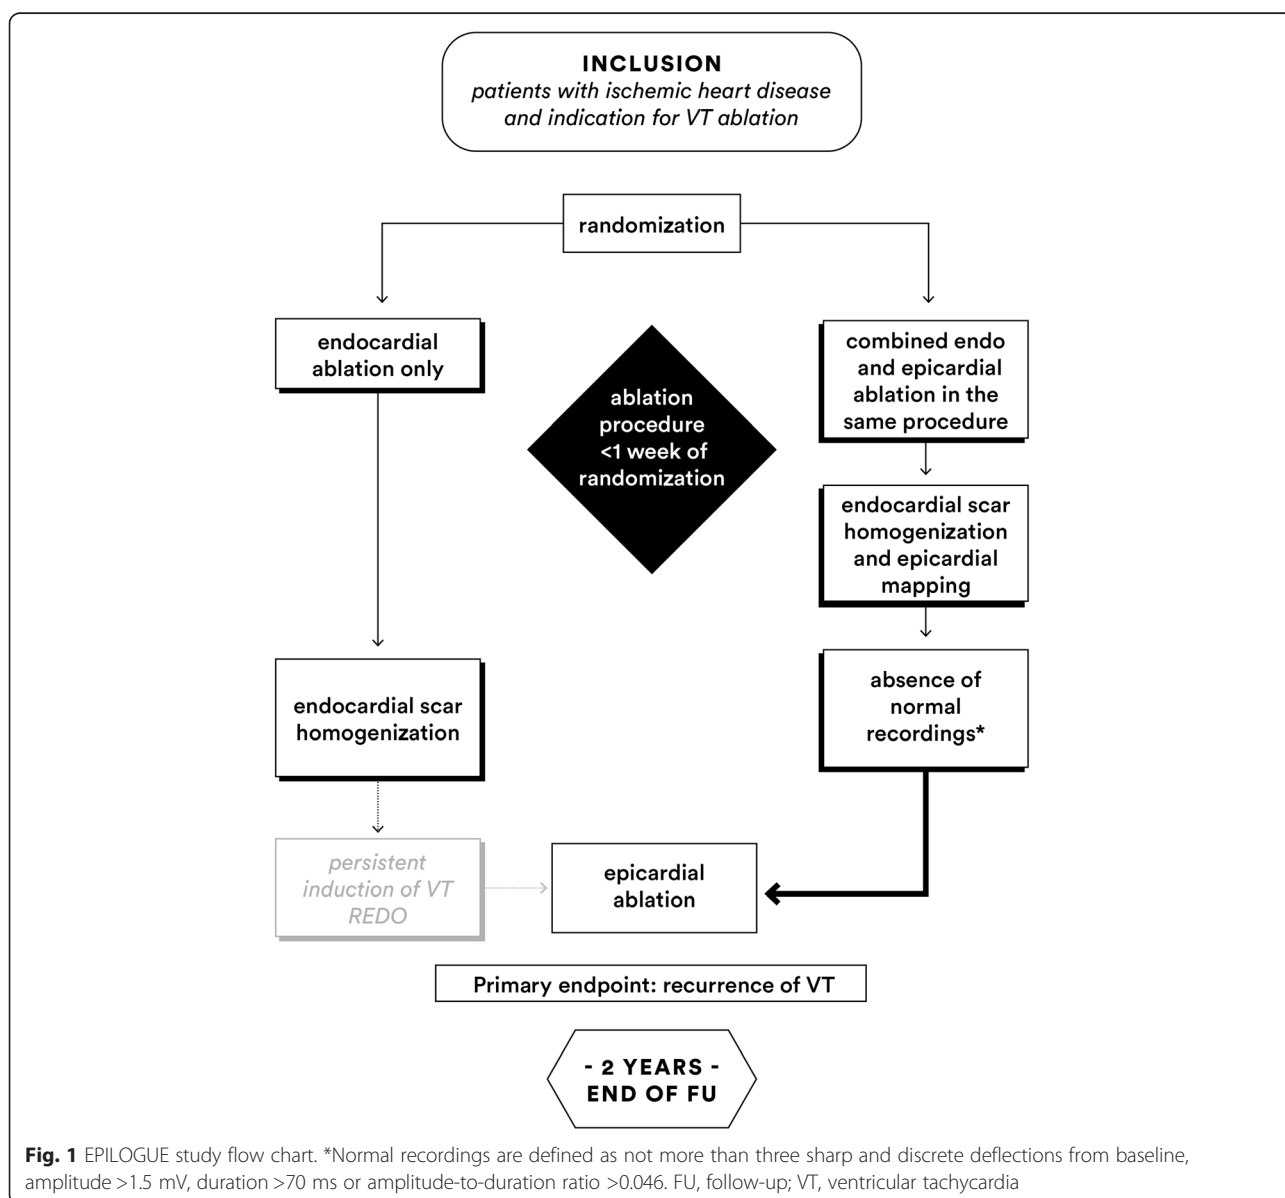 INCLUSION
patients with ischemic heart disease
and indication for VT ablation
randomization
endocardial
ablation only
ablation
procedure
<1 week of
randomization
combined endo
and epicardial
ablation in the
same procedure
endocardial scar
homogenization
and epicardial
mapping
endocardial scar
homogenization
absence of
normal
recordings*
persistent
induction of VT
REDO
epicardial
ablation
Primary endpoint: recurrence of VT
- 2 YEARS -
END OF FU
Fig. 1 EPILOGUE study flow chart. *Normal recordings are defined as not more than three sharp and discrete deflections from baseline,
amplitude >1.5 mV, duration >70 ms or amplitude-to-duration ratio >0.046. FU, follow-up; VT, ventricular tachycardia